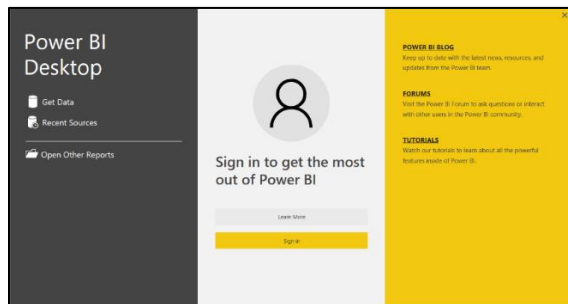 Power BI
Desktop
Get Data
Recent Sources
Open Other Reports
Sign in to get the most
out of Power BI
Learn More
Sign in
POWER BI BLOG
Keep up to date with the latest news, resources, and
updates from the Power BI team.
FORUMS
Visit the Power BI Forum to ask questions or interact
with other users in the Power BI community.
TUTORIALS
Watch our tutorials to learn about all the powerful
features inside of Power BI.